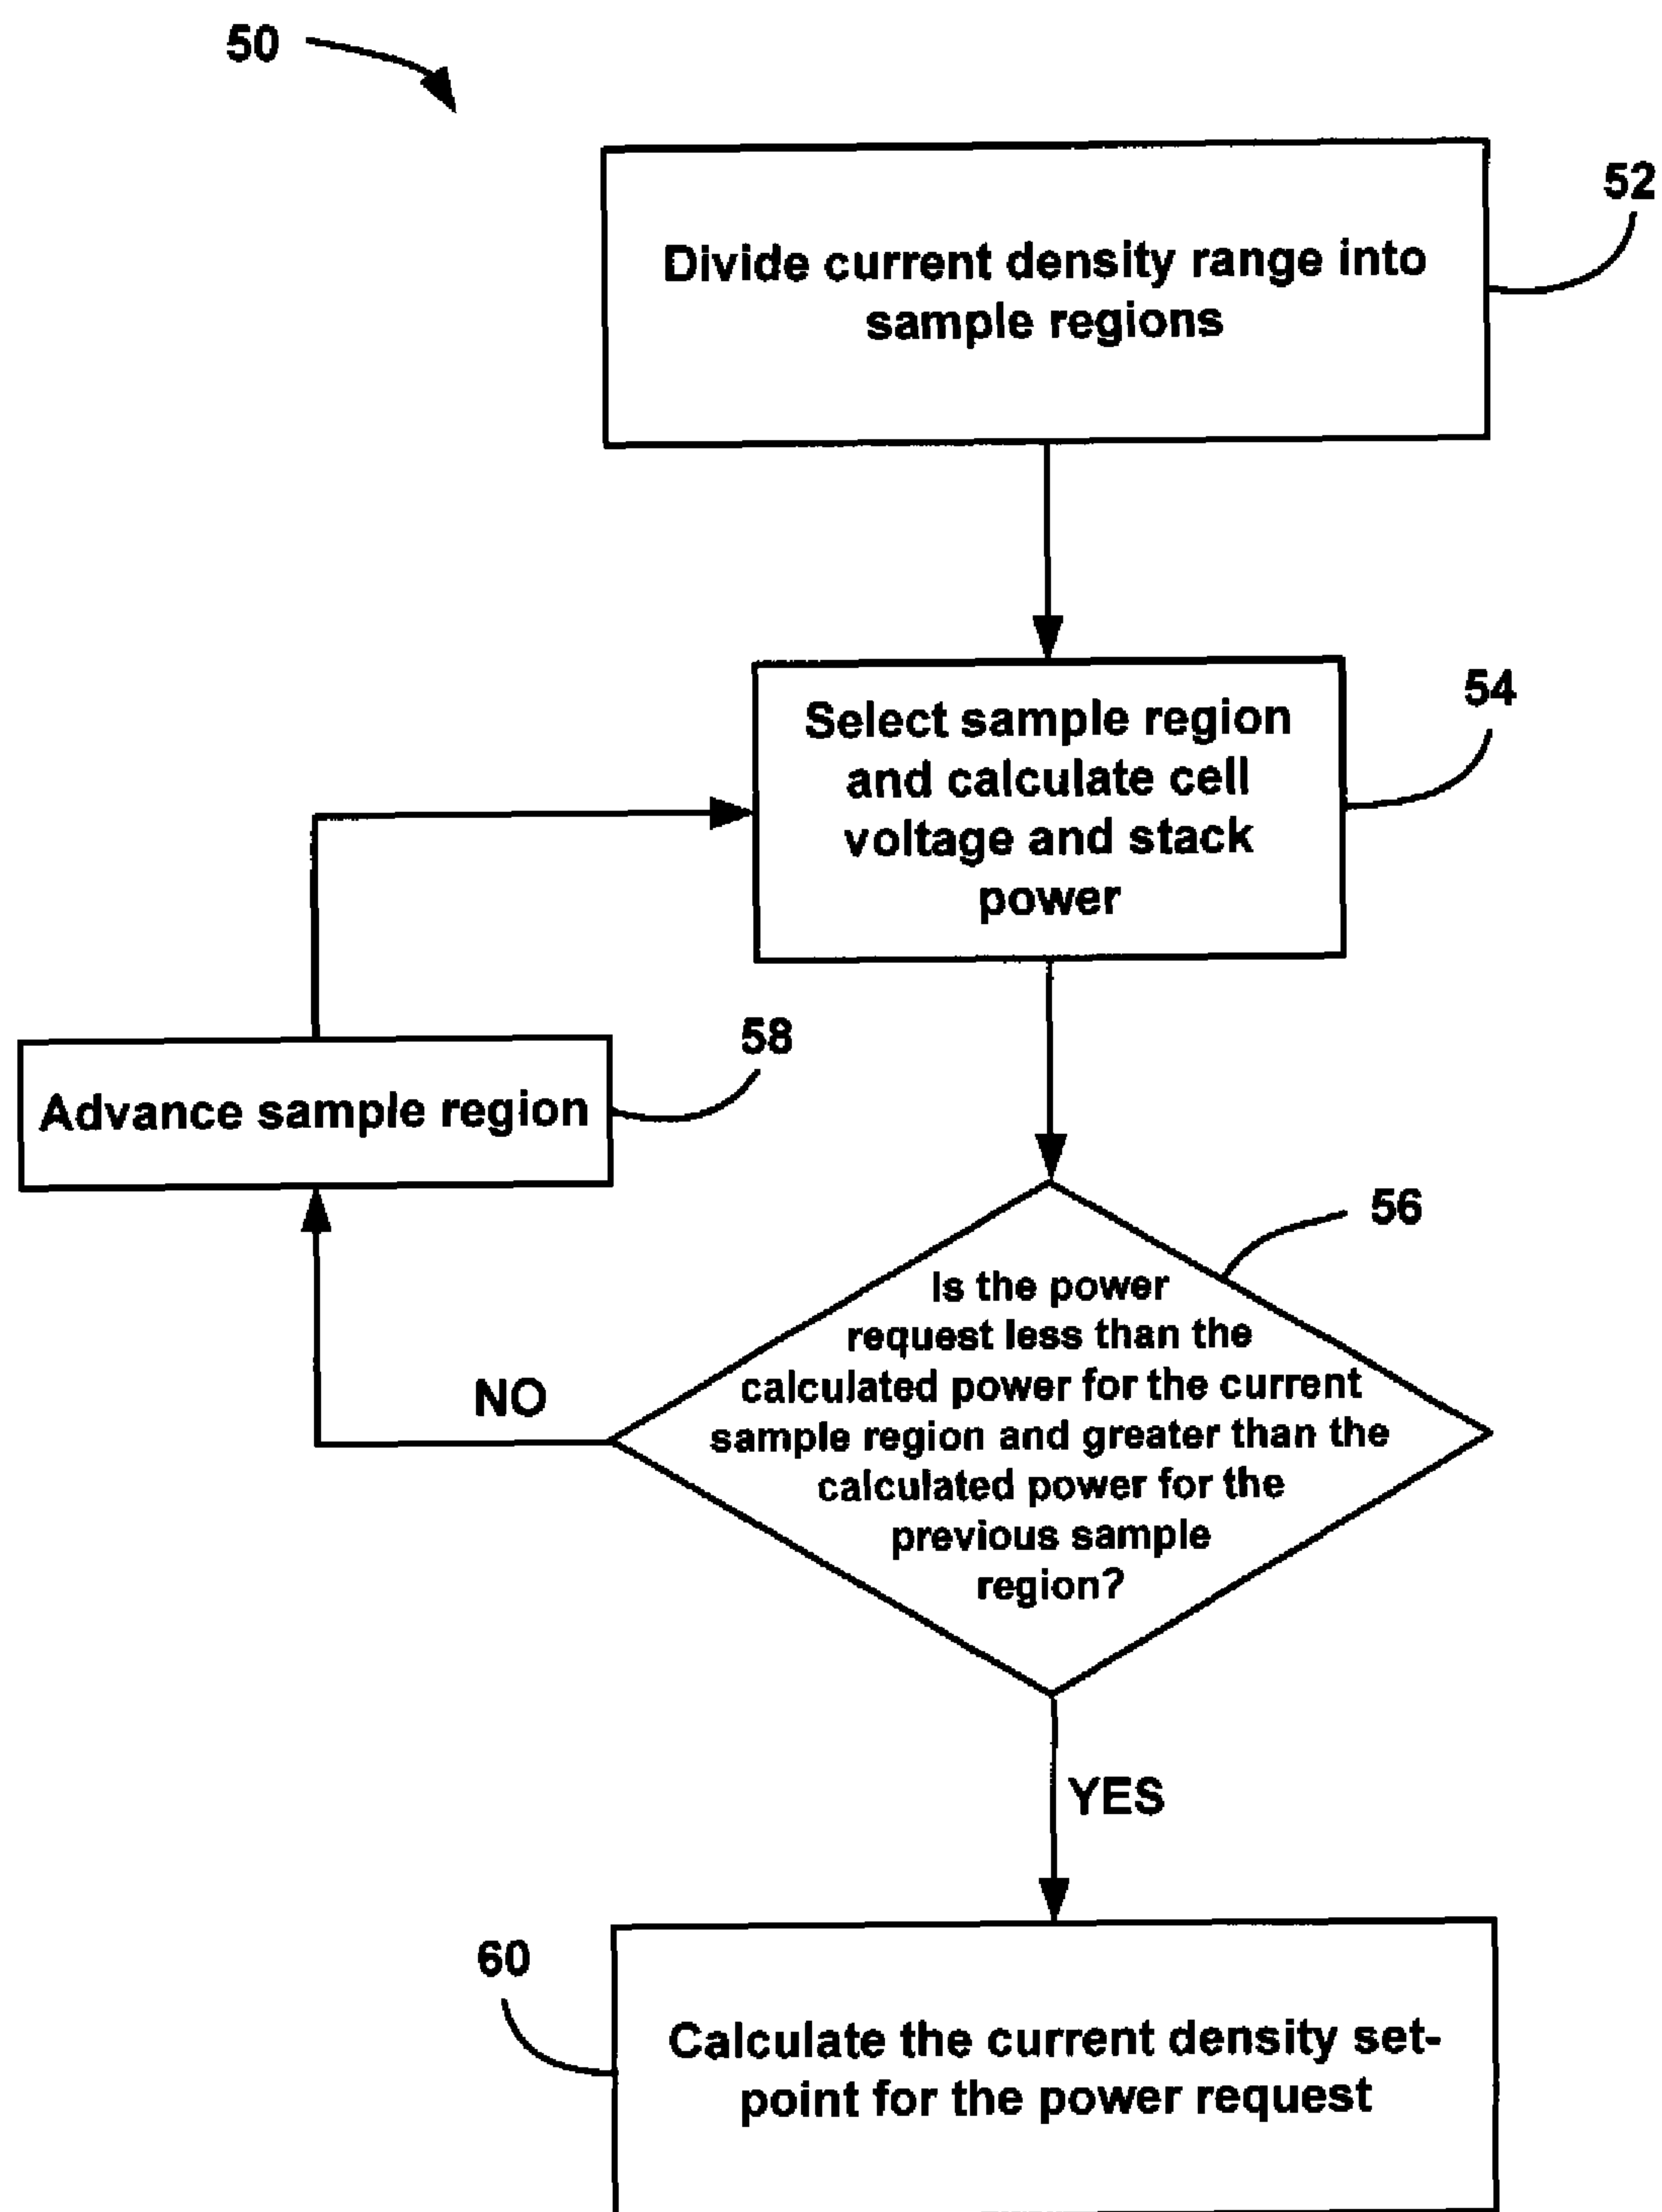 50
52
Divide current density range into
sample regions
54
Select sample region
and calculate cell
voltage and stack
power
58
Advance sample region
56
Is the power
request less than the
calculated power for the current
sample region and greater than the
calculated power for the
previous sample
region?
NO
YES
60
Calculate the current density set-
point for the power request